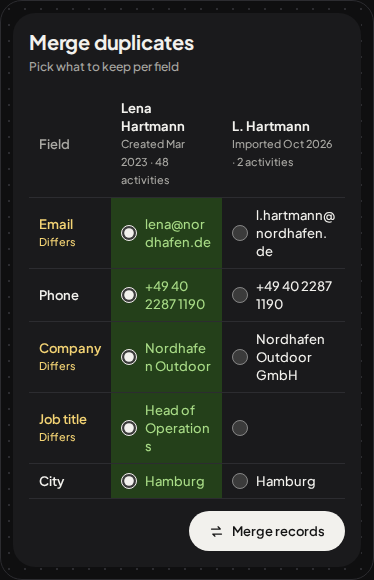 Merge duplicates
Pick what to keep per field
Field
Lena
Hartmann
Created Mar
2023 · 48
activities
L. Hartmann
Imported Oct 2026
· 2 activities
Email
Differs
lena@nor
dhafen.de
l.hartmann@
nordhafen.
de
Phone
+49 40
2287 1190
+49 40 2287
1190
Company
Differs
Nordhafe
n Outdoor
Nordhafen
Outdoor
GmbH
Job title
Differs
Head of
Operation
s
City
Hamburg
Hamburg
Merge records